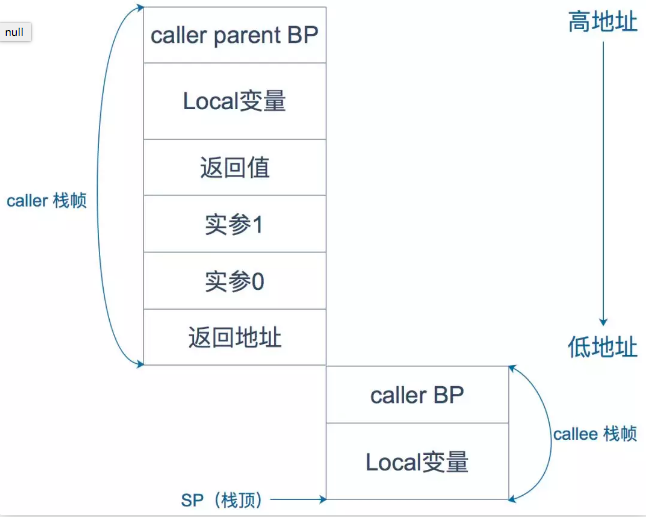 null
caller parent BP
高地址
Local变量
返回值
caller 栈帧
实参1
实参0
返回地址
低地址
caller BP
callee 栈帧
Local变量
SP（栈顶）